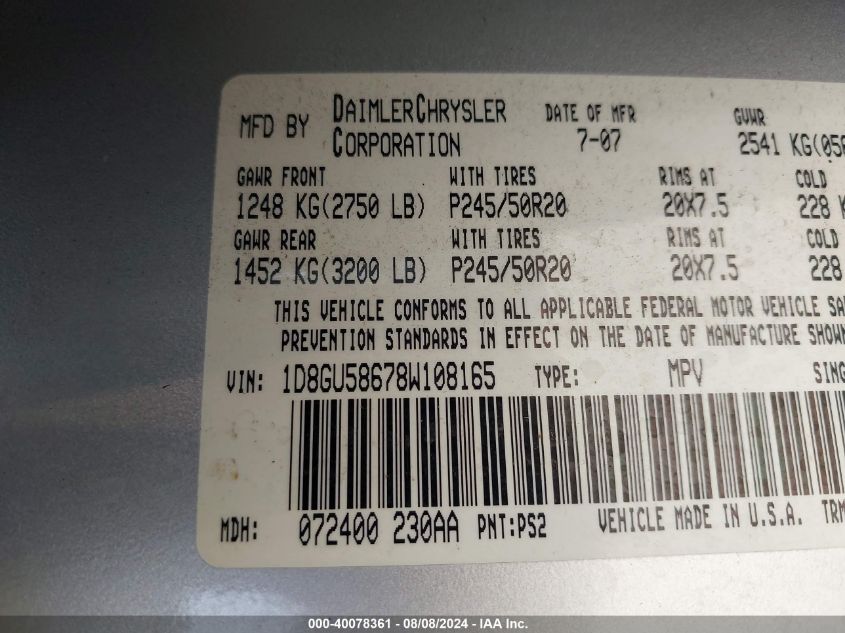 MFD BY DAIMLERCHRYSLER CORPORATION DATE OF MFR 7-07 GVWR 2541 KG(05
GAWR FRONT WITH TIRES RIMS AT COLD
1248 KG(2750 LB) P245/50R20 20X7.5 228 K
GAWR REAR WITH TIRES RIMS AT COLD
1452 KG(3200 LB) P245/50R20 20X7.5 228
THIS VEHICLE CONFORMS TO ALL APPLICABLE FEDERAL MOTOR VEHICLE SA
PREVENTION STANDARDS IN EFFECT ON THE DATE OF MANUFACTURE SHOWN
VIN: 1D8GU58678W108165 TYPE: MPV SING
MDH: 072400 230AA PNT:PS2 VEHICLE MADE IN U.S.A. TRM
000-40078361 - 08/08/2024 - IAA Inc.